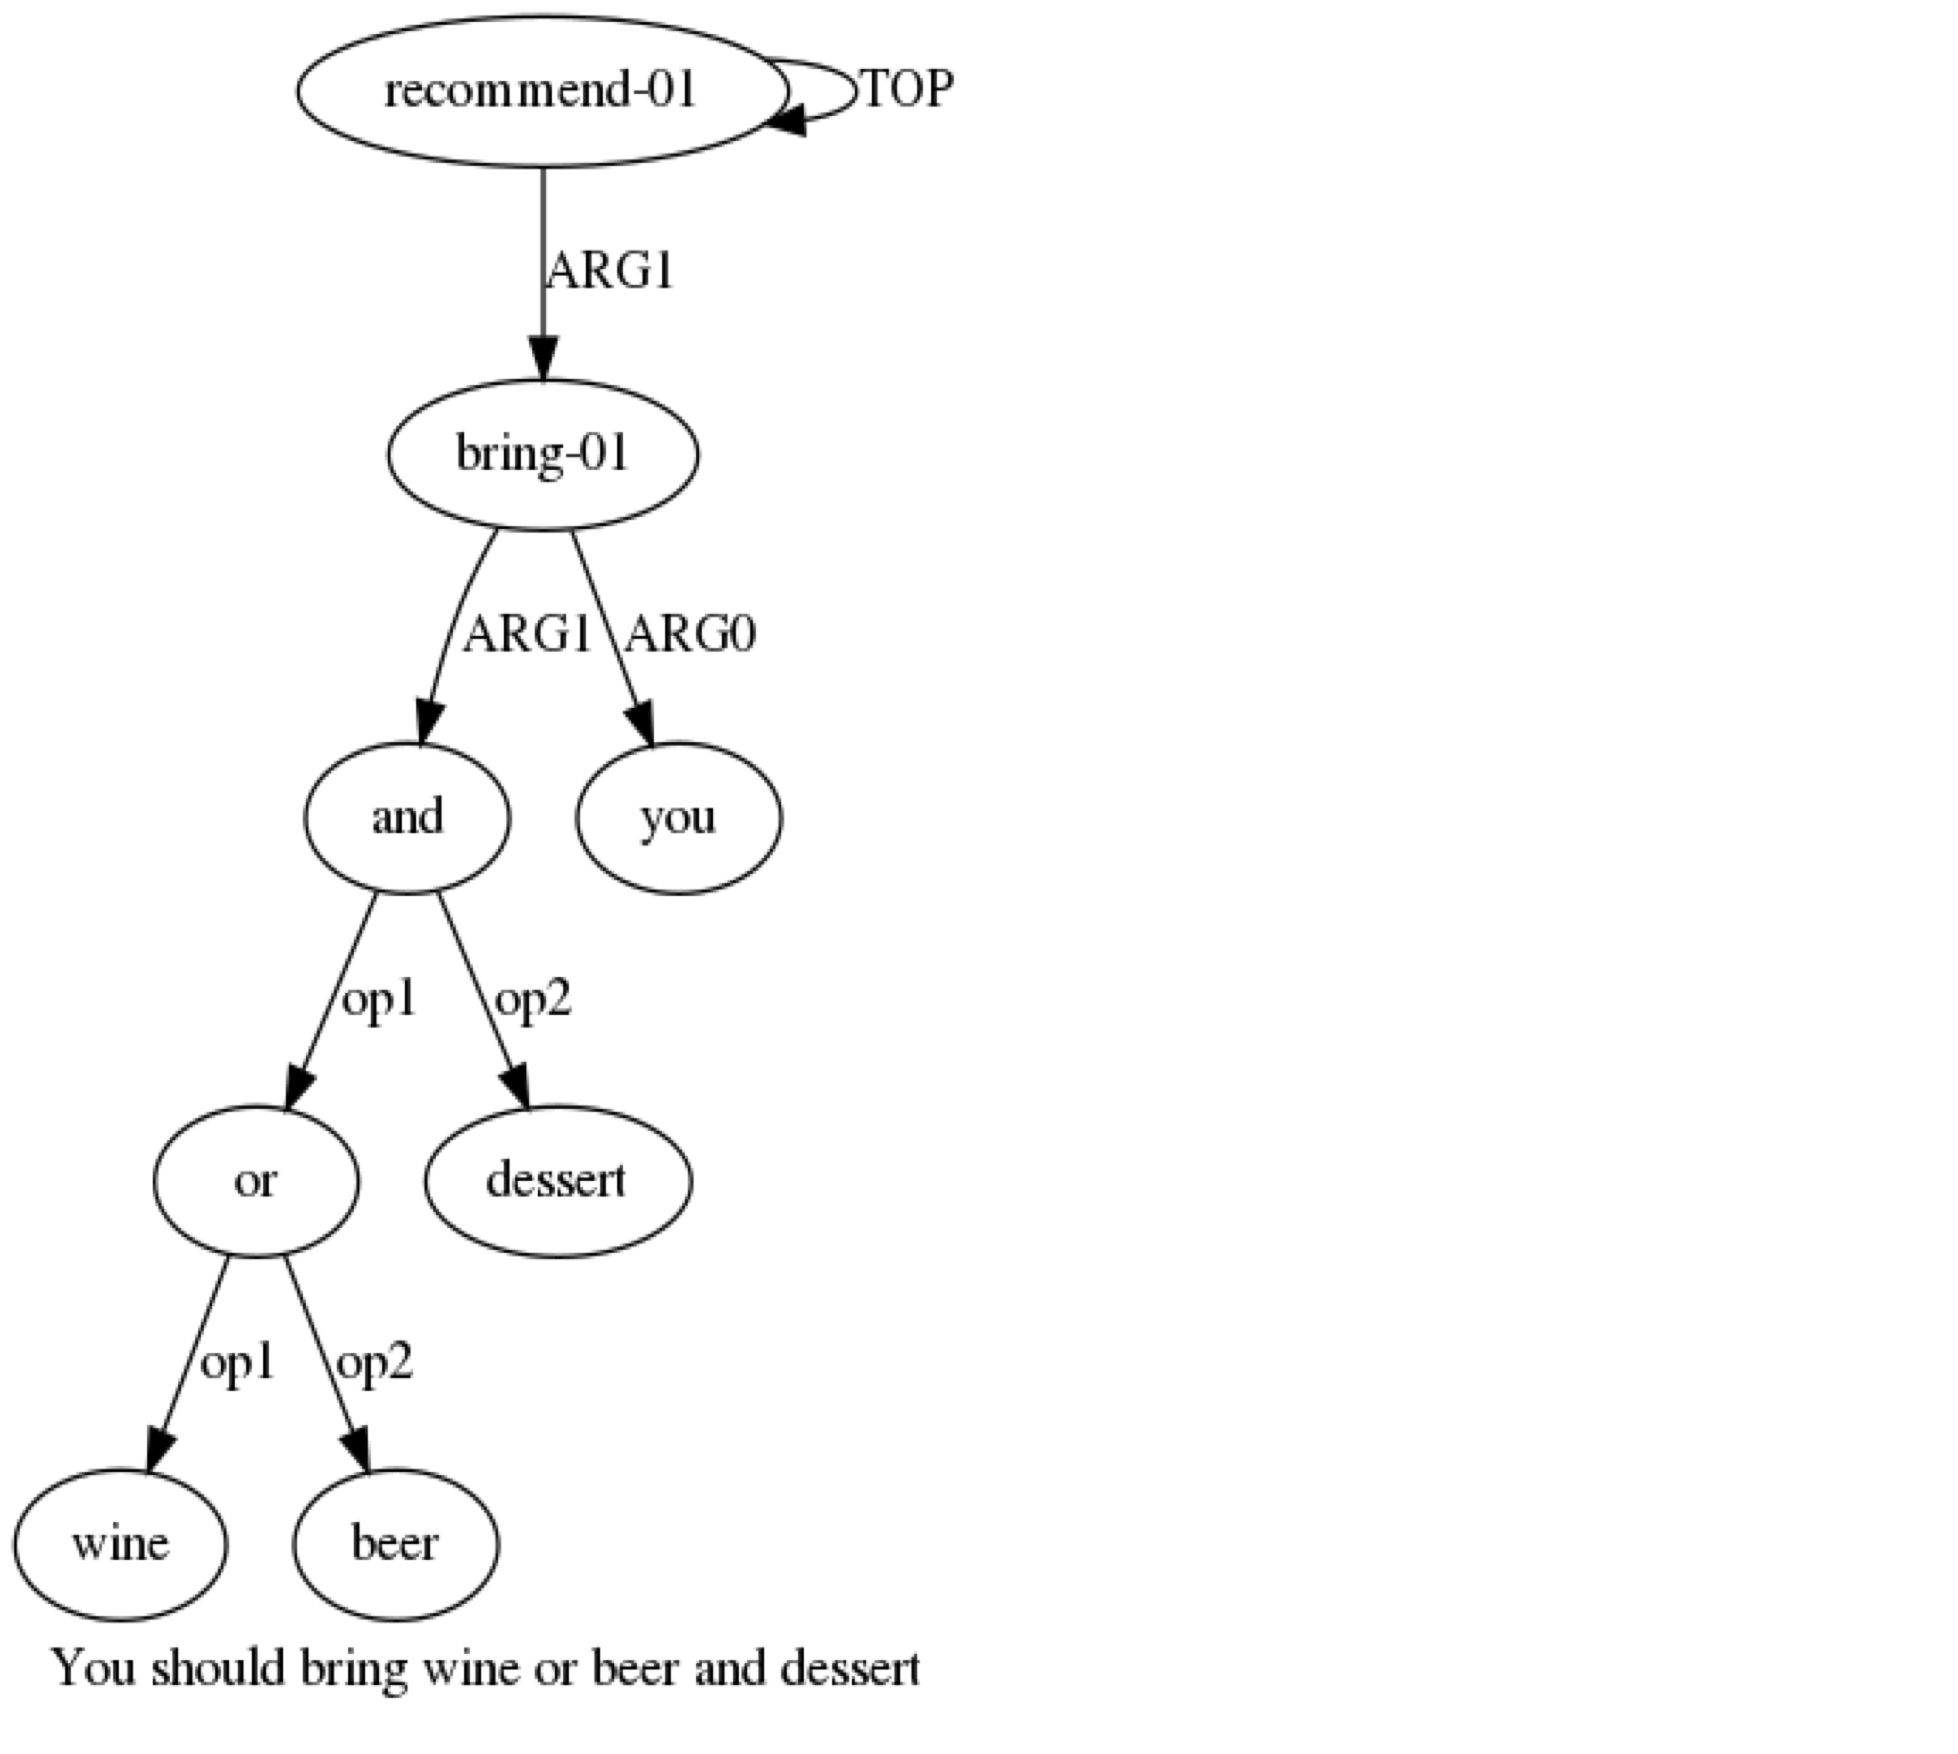 recommend-01
TOP
ARG1
bring-01
ARG1 ARG0
and you
op1 op2
or dessert
op1 op2
wine beer
You should bring wine or beer and dessert